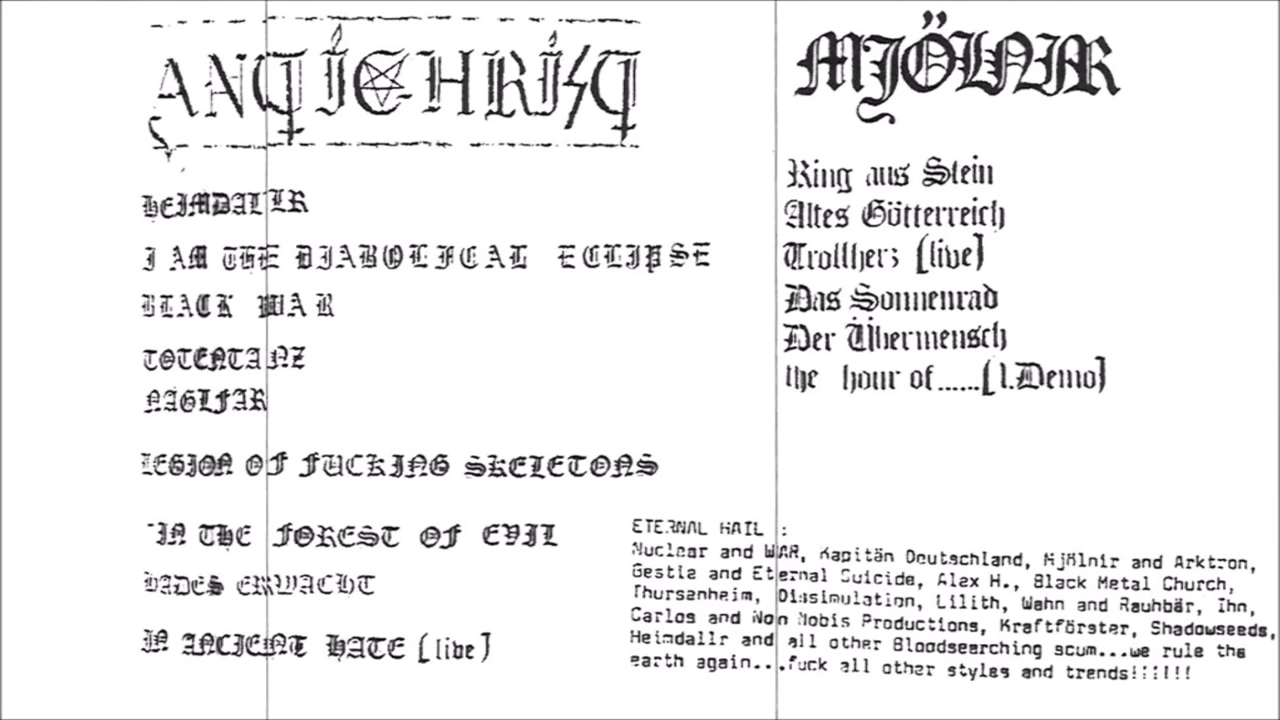 ANTICHRIST
HEIMDALLR
I AM THE DIABOLICAL ECLIPSE
BLACK WAR
TOTENTANZ
NAGLFAR
LEGION OF FUCKING SKELETONS
IN THE FOREST OF EVIL
HADES ERWACHT
IN ANCIENT HATE (live)
MJÖLNIR
Ring aus Stein
Altes Götterreich
Trollherz (live)
Das Sonnenrad
Der Übermensch
the hour of......(1.Demo)
ETERNAL HAIL :
Nuclear and WAR, Kapitän Deutschland, Mjölnir and Arktron,
Bestia and Eternal Suicide, Alex H., Black Metal Church,
Thursenheim, Dissimulation, Lilith, Wahn and Rauhbär, Ihn,
Carlos and Non Nobis Productions, Kraftförster, Shadowseeds,
Heimdallr and all other Bloodsearching scum...we rule the
earth again....fuck all other styles and trends!!!!!!